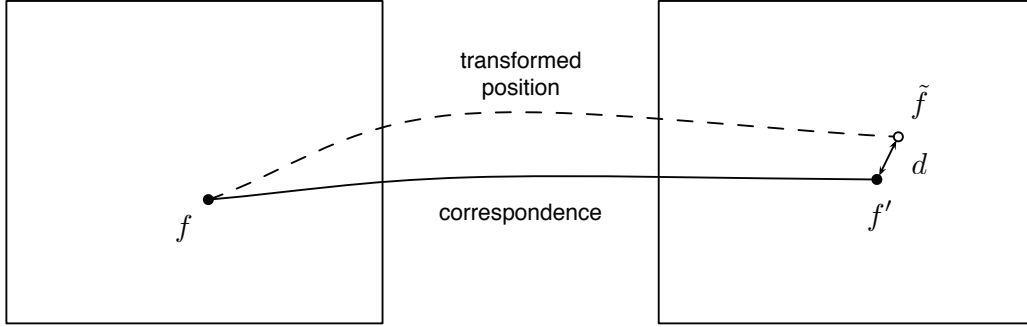 transformed
position
f̃
d
f
f′
correspondence